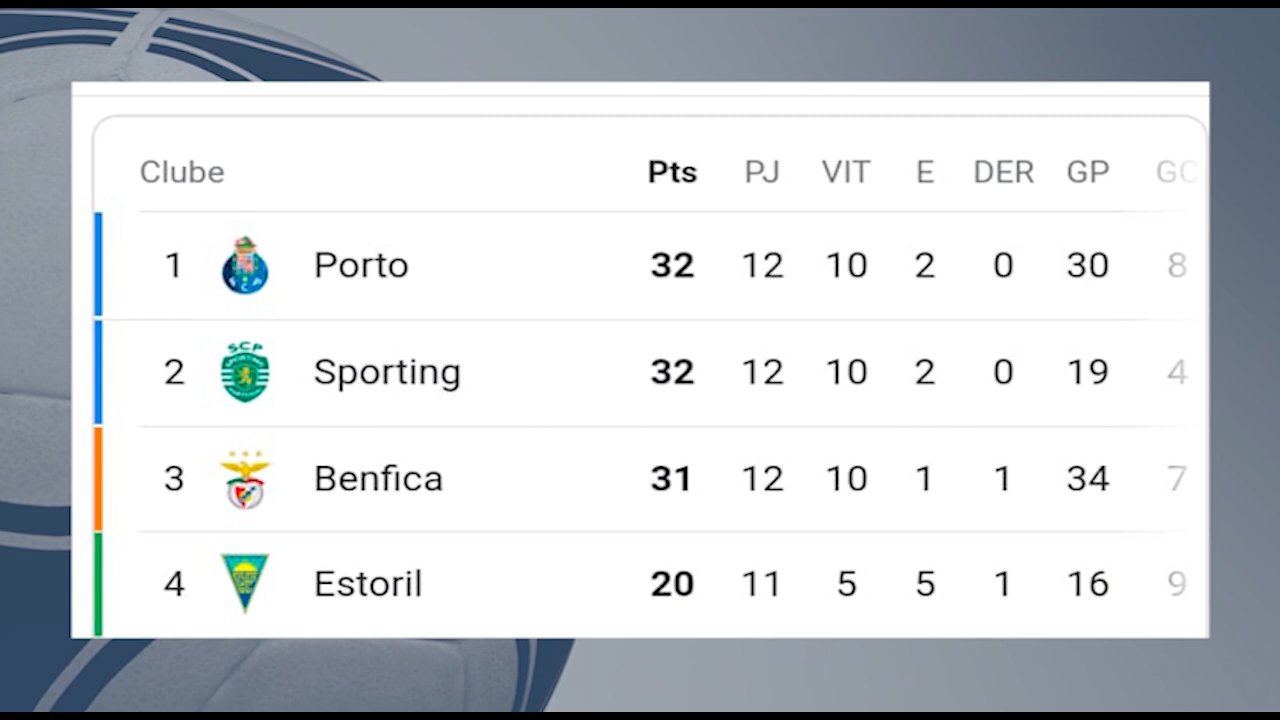 Clube Pts PJ VIT E DER GP GC
1 Porto 32 12 10 2 0 30 8
SCP
2 Sporting 32 12 10 2 0 19 4
3 Benfica 31 12 10 1 1 34 7
4 Estoril 20 11 5 5 1 16 9